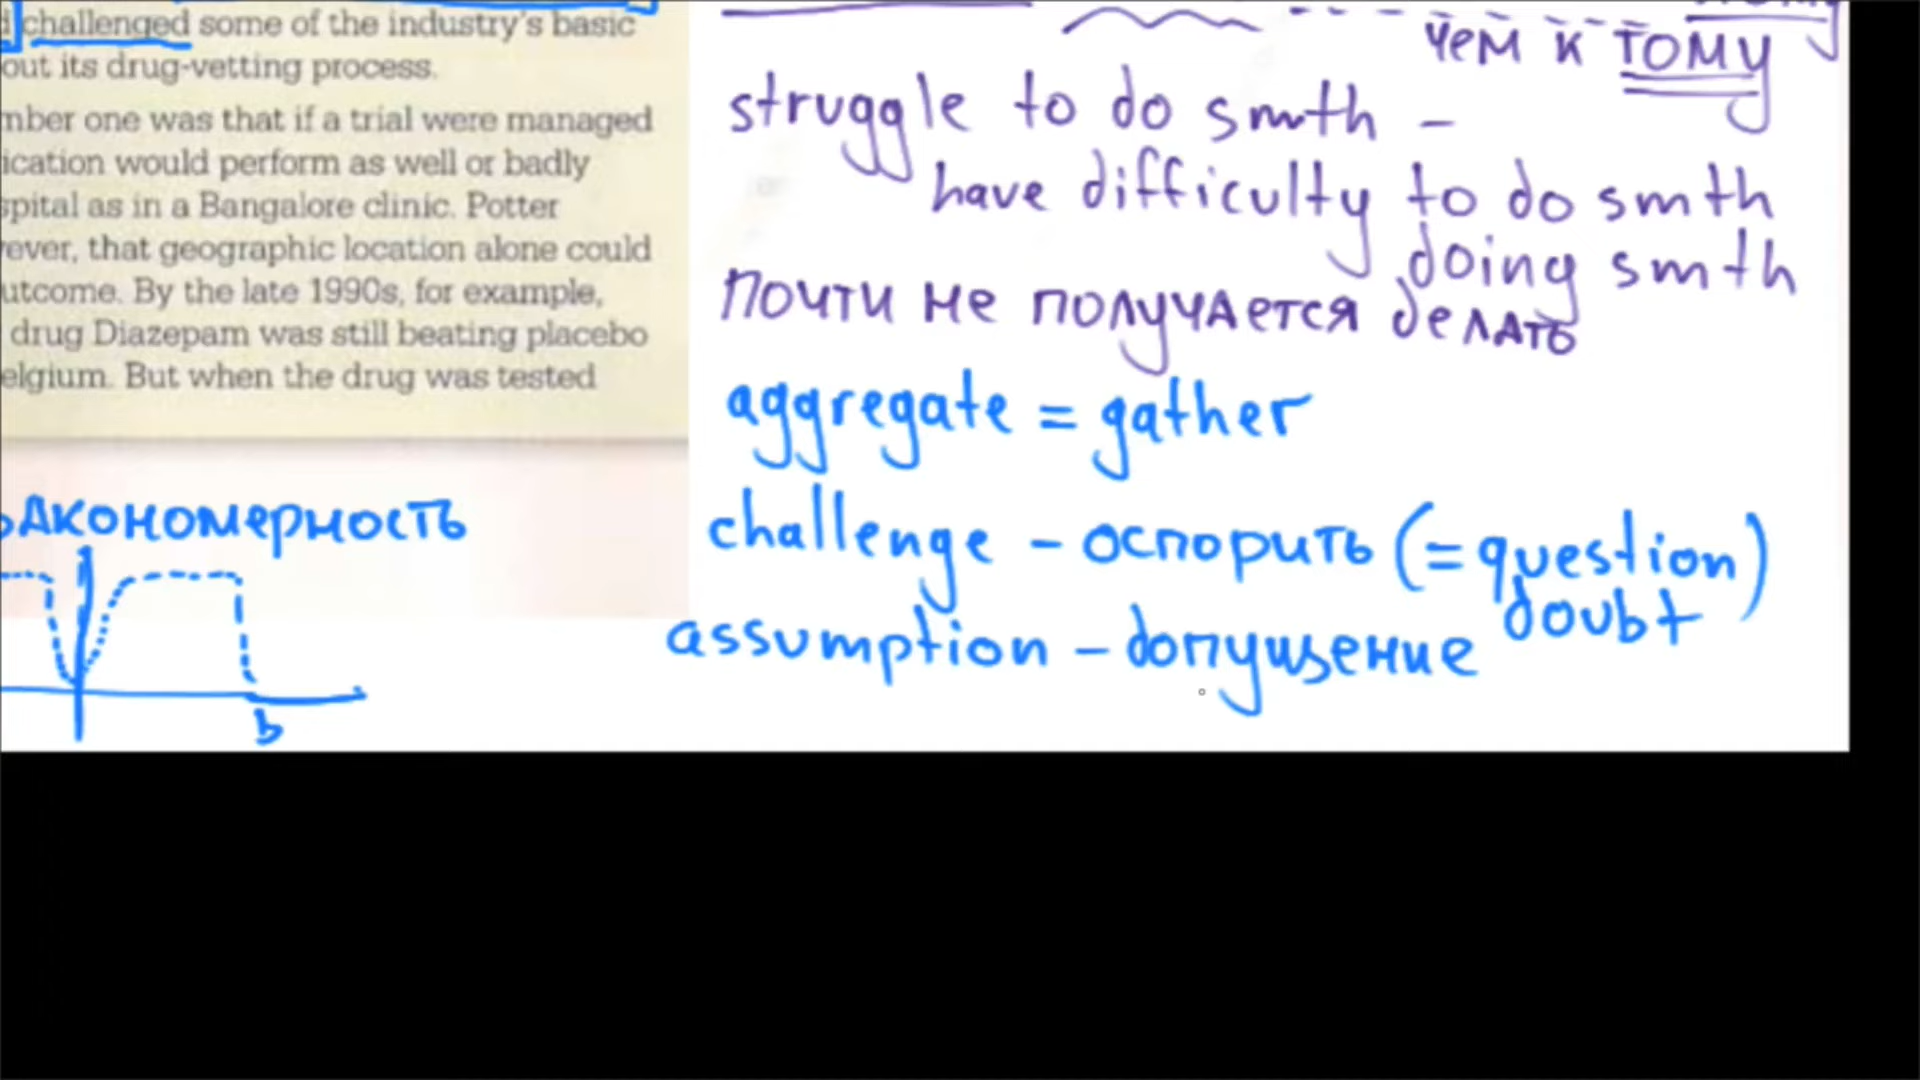 challenged some of the industry's basic
out its drug-vetting process.
mber one was that if a trial were managed
ication would perform as well or badly
spital as in a Bangalore clinic. Potter
ever, that geographic location alone could
utcome. By the late 1990s, for example,
drug Diazepam was still beating placebo
elgium. But when the drug was tested
закономерность
b
чем к тому
struggle to do smth –
have difficulty to do smth
doing smth
почти не получается делать
aggregate = gather
challenge – оспорить (= question)
doubt
assumption – допущение